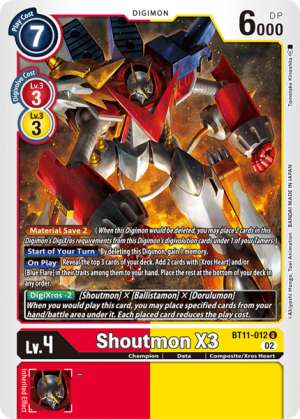 DIGIMON
Play Cost
7
6000
DP
Digivolve Cost
Lv.3
3
Lv.3
3
Material Save 2 (When this Digimon would be deleted, you may place 2 cards in this
Digimon's DigiXros requirements from this Digimon's digivolution cards under 1 of your Tamers.)
Start of Your Turn By deleting this Digimon, gain 1 memory.
On Play Reveal the top 3 cards of your deck. Add 2 cards with [Xros Heart] and/or
[Blue Flare] in their traits among them to your hand. Place the rest at the bottom of your deck in
any order.
DigiXros -2 [Shoutmon] × [Ballistamon] × [Dorulumon]
When you would play this card, you may place specified cards from your
hand/battle area under it. Each placed card reduces the play cost.
Shoutmon X3
BT11-012 U
02
Lv.4
Champion
Data
Composite/Xros Heart
Inherited Effect
-